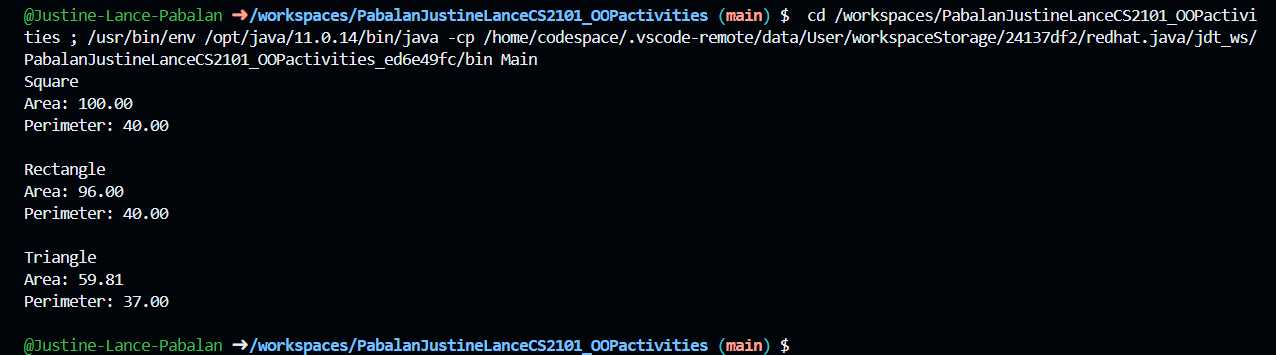 @Justine-Lance-Pabalan ➜/workspaces/PabalanJustineLanceCS2101_OOPactivities (main) $  cd /workspaces/PabalanJustineLanceCS2101_OOPactivi
ties ; /usr/bin/env /opt/java/11.0.14/bin/java -cp /home/codespace/.vscode-remote/data/User/workspaceStorage/24137df2/redhat.java/jdt_ws/
PabalanJustineLanceCS2101_OOPactivities_ed6e49fc/bin Main
Square
Area: 100.00
Perimeter: 40.00
Rectangle
Area: 96.00
Perimeter: 40.00
Triangle
Area: 59.81
Perimeter: 37.00
@Justine-Lance-Pabalan ➜/workspaces/PabalanJustineLanceCS2101_OOPactivities (main) $